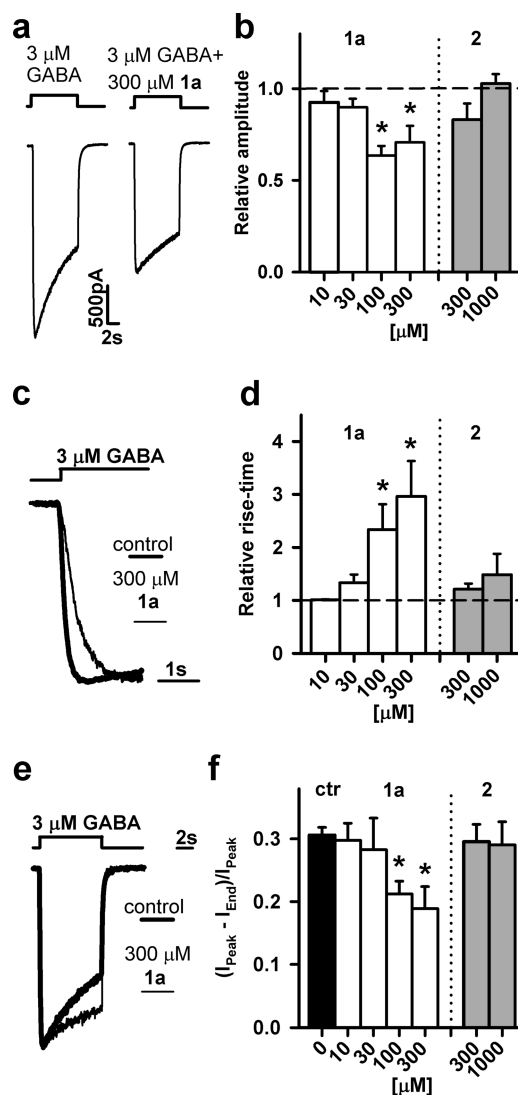 a
3 μM
GABA
3 μM GABA+
300 μM 1a
500pA
2s
b
1a
2
Relative amplitude
1.0
0.5
0.0
10
30
100
300
300
1000
*
*
[μM]
c
3 μM GABA
control
300 μM
1a
1s
d
1a
2
Relative rise-time
4
3
2
1
0
*
*
10
30
100
300
300
1000
[μM]
e
3 μM GABA
2s
control
300 μM
1a
f
ctr
1a
2
(I_Peak - I_End)/I_Peak
0.3
0.2
0.1
0.0
*
*
0
10
30
100
300
300
1000
[μM]